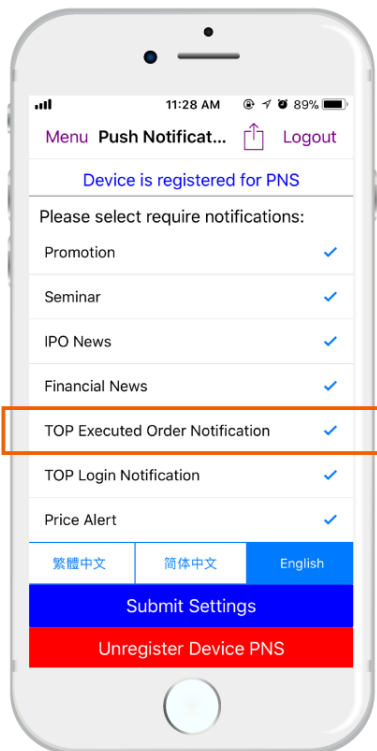 11:28 AM 89%
Menu Push Notificat... Logout
Device is registered for PNS
Please select require notifications:
Promotion
Seminar
IPO News
Financial News
TOP Executed Order Notification
TOP Login Notification
Price Alert
繁體中文 简体中文 English
Submit Settings
Unregister Device PNS